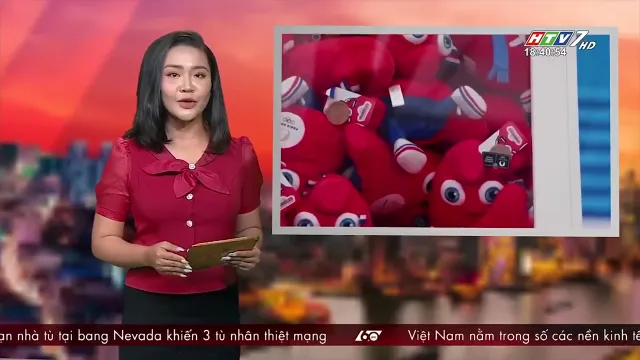 HTV7 HD
18:40:54
ạn nhà tù tại bang Nevada khiến 3 tù nhân thiệt mạng
60
Việt Nam nằm trong số các nền kinh tế